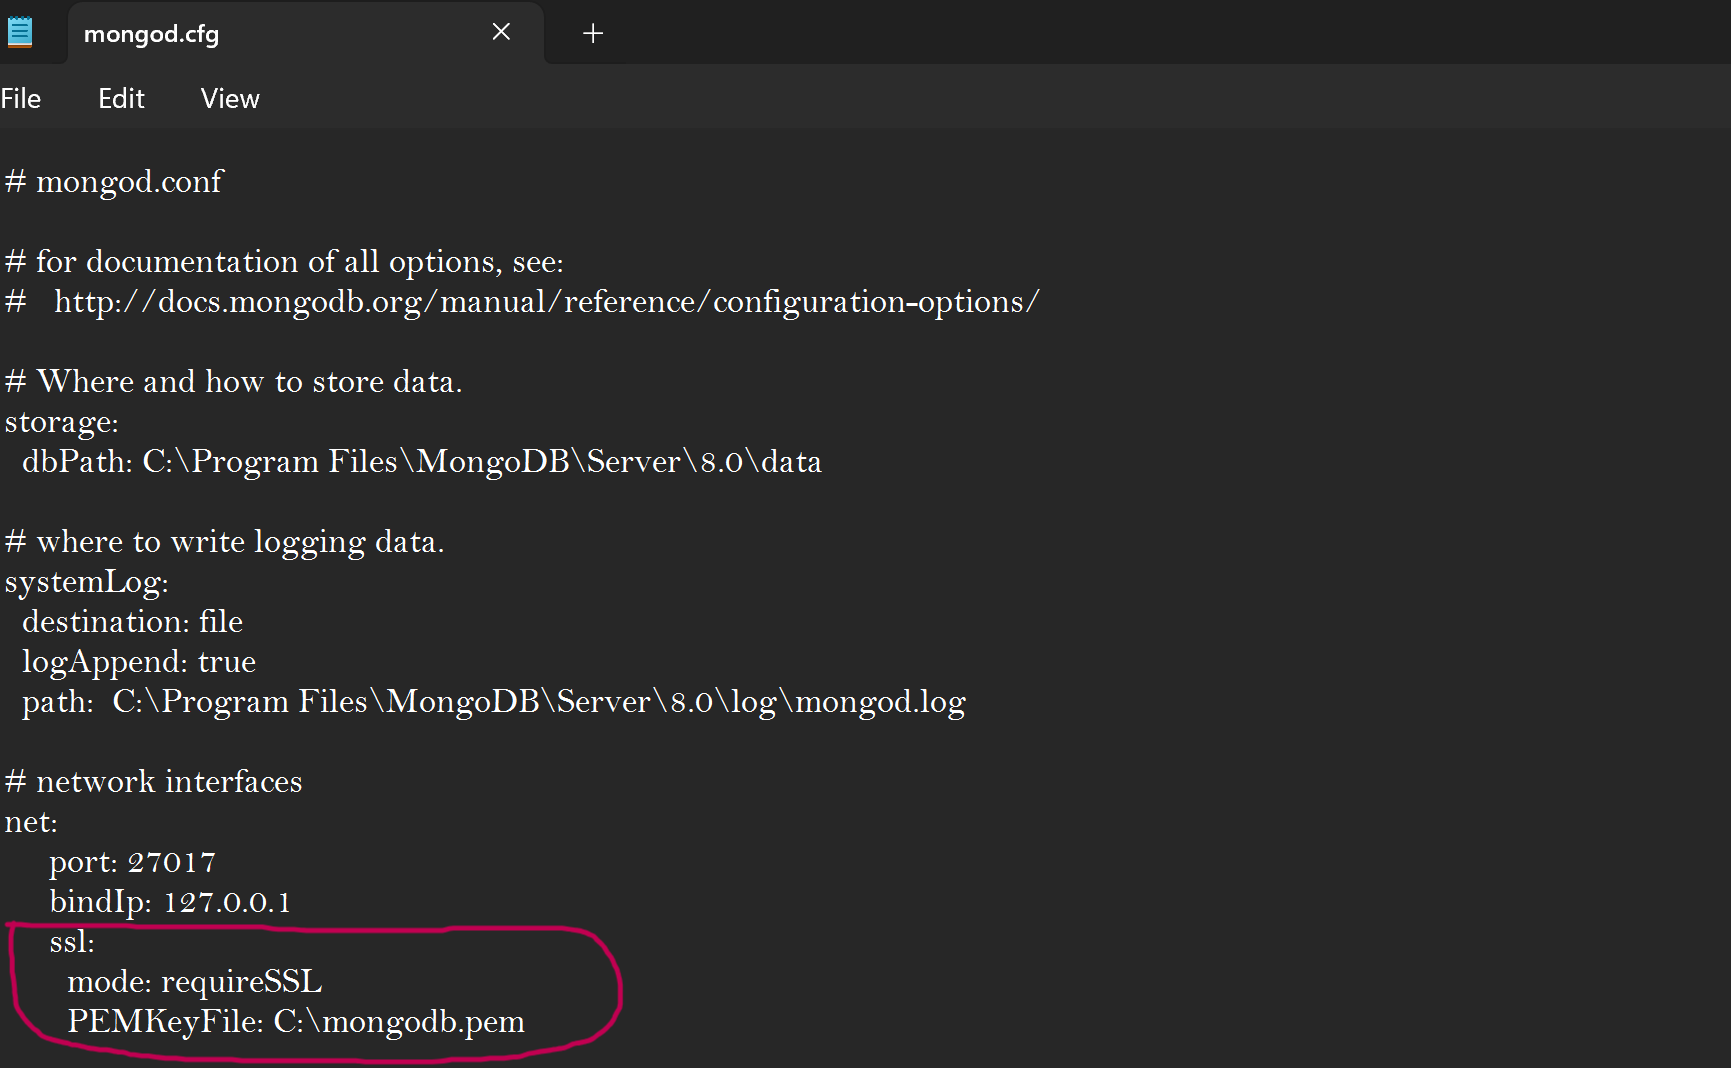 mongod.cfg
File Edit View
# mongod.conf
# for documentation of all options, see:
#   http://docs.mongodb.org/manual/reference/configuration-options/
# Where and how to store data.
storage:
  dbPath: C:\Program Files\MongoDB\Server\8.0\data
# where to write logging data.
systemLog:
  destination: file
  logAppend: true
  path:  C:\Program Files\MongoDB\Server\8.0\log\mongod.log
# network interfaces
net:
     port: 27017
     bindIp: 127.0.0.1
     ssl:
       mode: requireSSL
       PEMKeyFile: C:\mongodb.pem